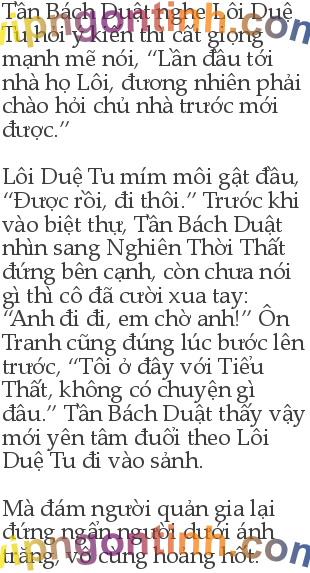 Tần Bách Duật nghe Lôi Duệ
Tu hỏi ý kiến thì cất giọng
mạnh mẽ nói, “Lần đầu tới
nhà họ Lôi, đương nhiên phải
chào hỏi chủ nhà trước mới
được.”
Lôi Duệ Tu mím môi gật đầu,
“Được rồi, đi thôi.” Trước khi
vào biệt thự, Tần Bách Duật
nhìn sang Nghiên Thời Thất
đứng bên cạnh, còn chưa nói
gì thì cô đã cười xua tay:
“Anh đi đi, em chờ anh!” Ôn
Tranh cũng đúng lúc bước lên
trước, “Tôi ở đây với Tiểu
Thất, không có chuyện gì
đâu.” Tần Bách Duật thấy vậy
mới yên tâm đuổi theo Lôi
Duệ Tu đi vào sảnh.
Mà đám người quản gia lại
đứng ngẩn người dưới ánh
trăng, vô cùng hoảng hốt.